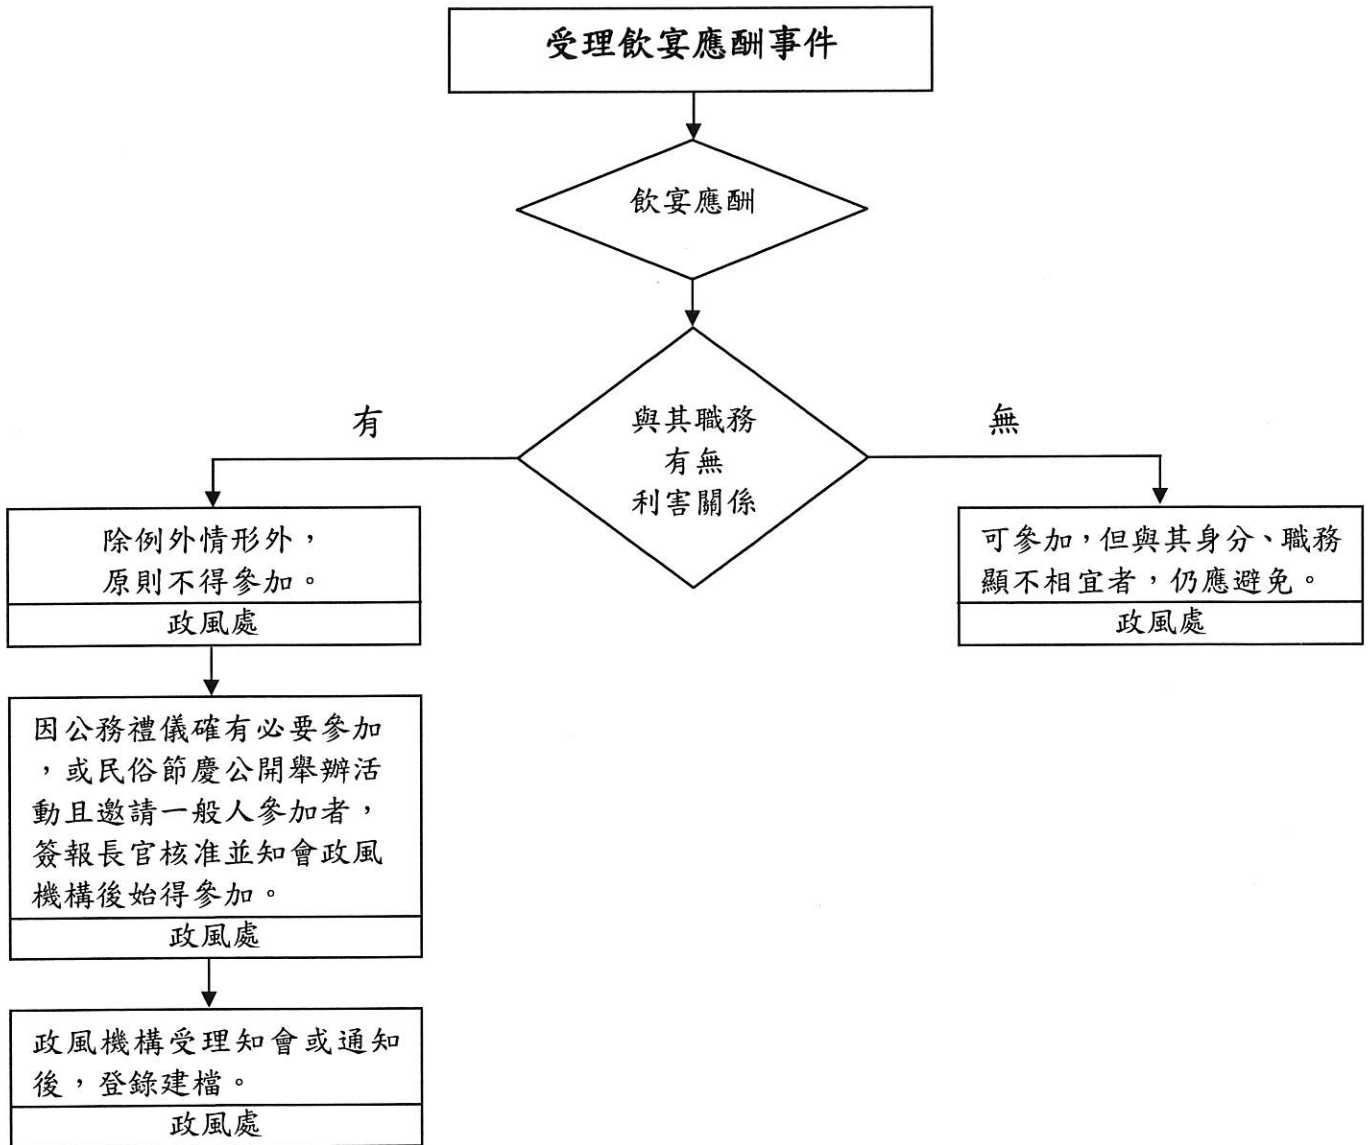 受理飲宴應酬事件
飲宴應酬
與其職務
有無
利害關係
有
無
除例外情形外，
原則不得參加。
政風處
可參加，但與其身分、職務
顯不相宜者，仍應避免。
政風處
因公務禮儀確有必要參加
，或民俗節慶公開舉辦活
動且邀請一般人參加者，
簽報長官核准並知會政風
機構後始得參加。
政風處
政風機構受理知會或通知
後，登錄建檔。
政風處